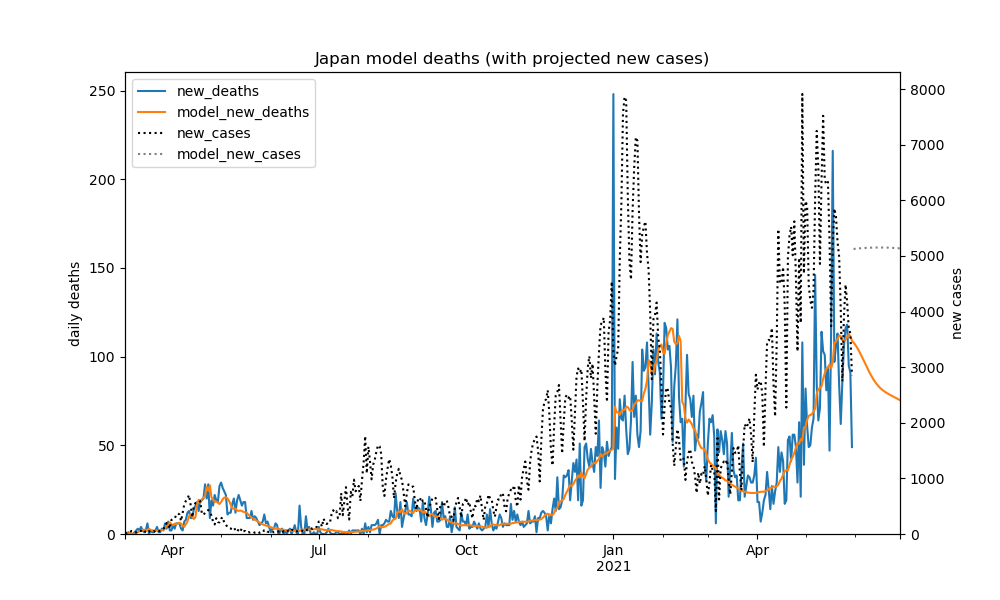 Japan model deaths (with projected new cases)
new_deaths
model_new_deaths
new_cases
model_new_cases
daily deaths
250
200
150
100
50
0
8000
7000
6000
5000
4000
3000
2000
1000
0
new cases
Apr
Jul
Oct
Jan
2021
Apr